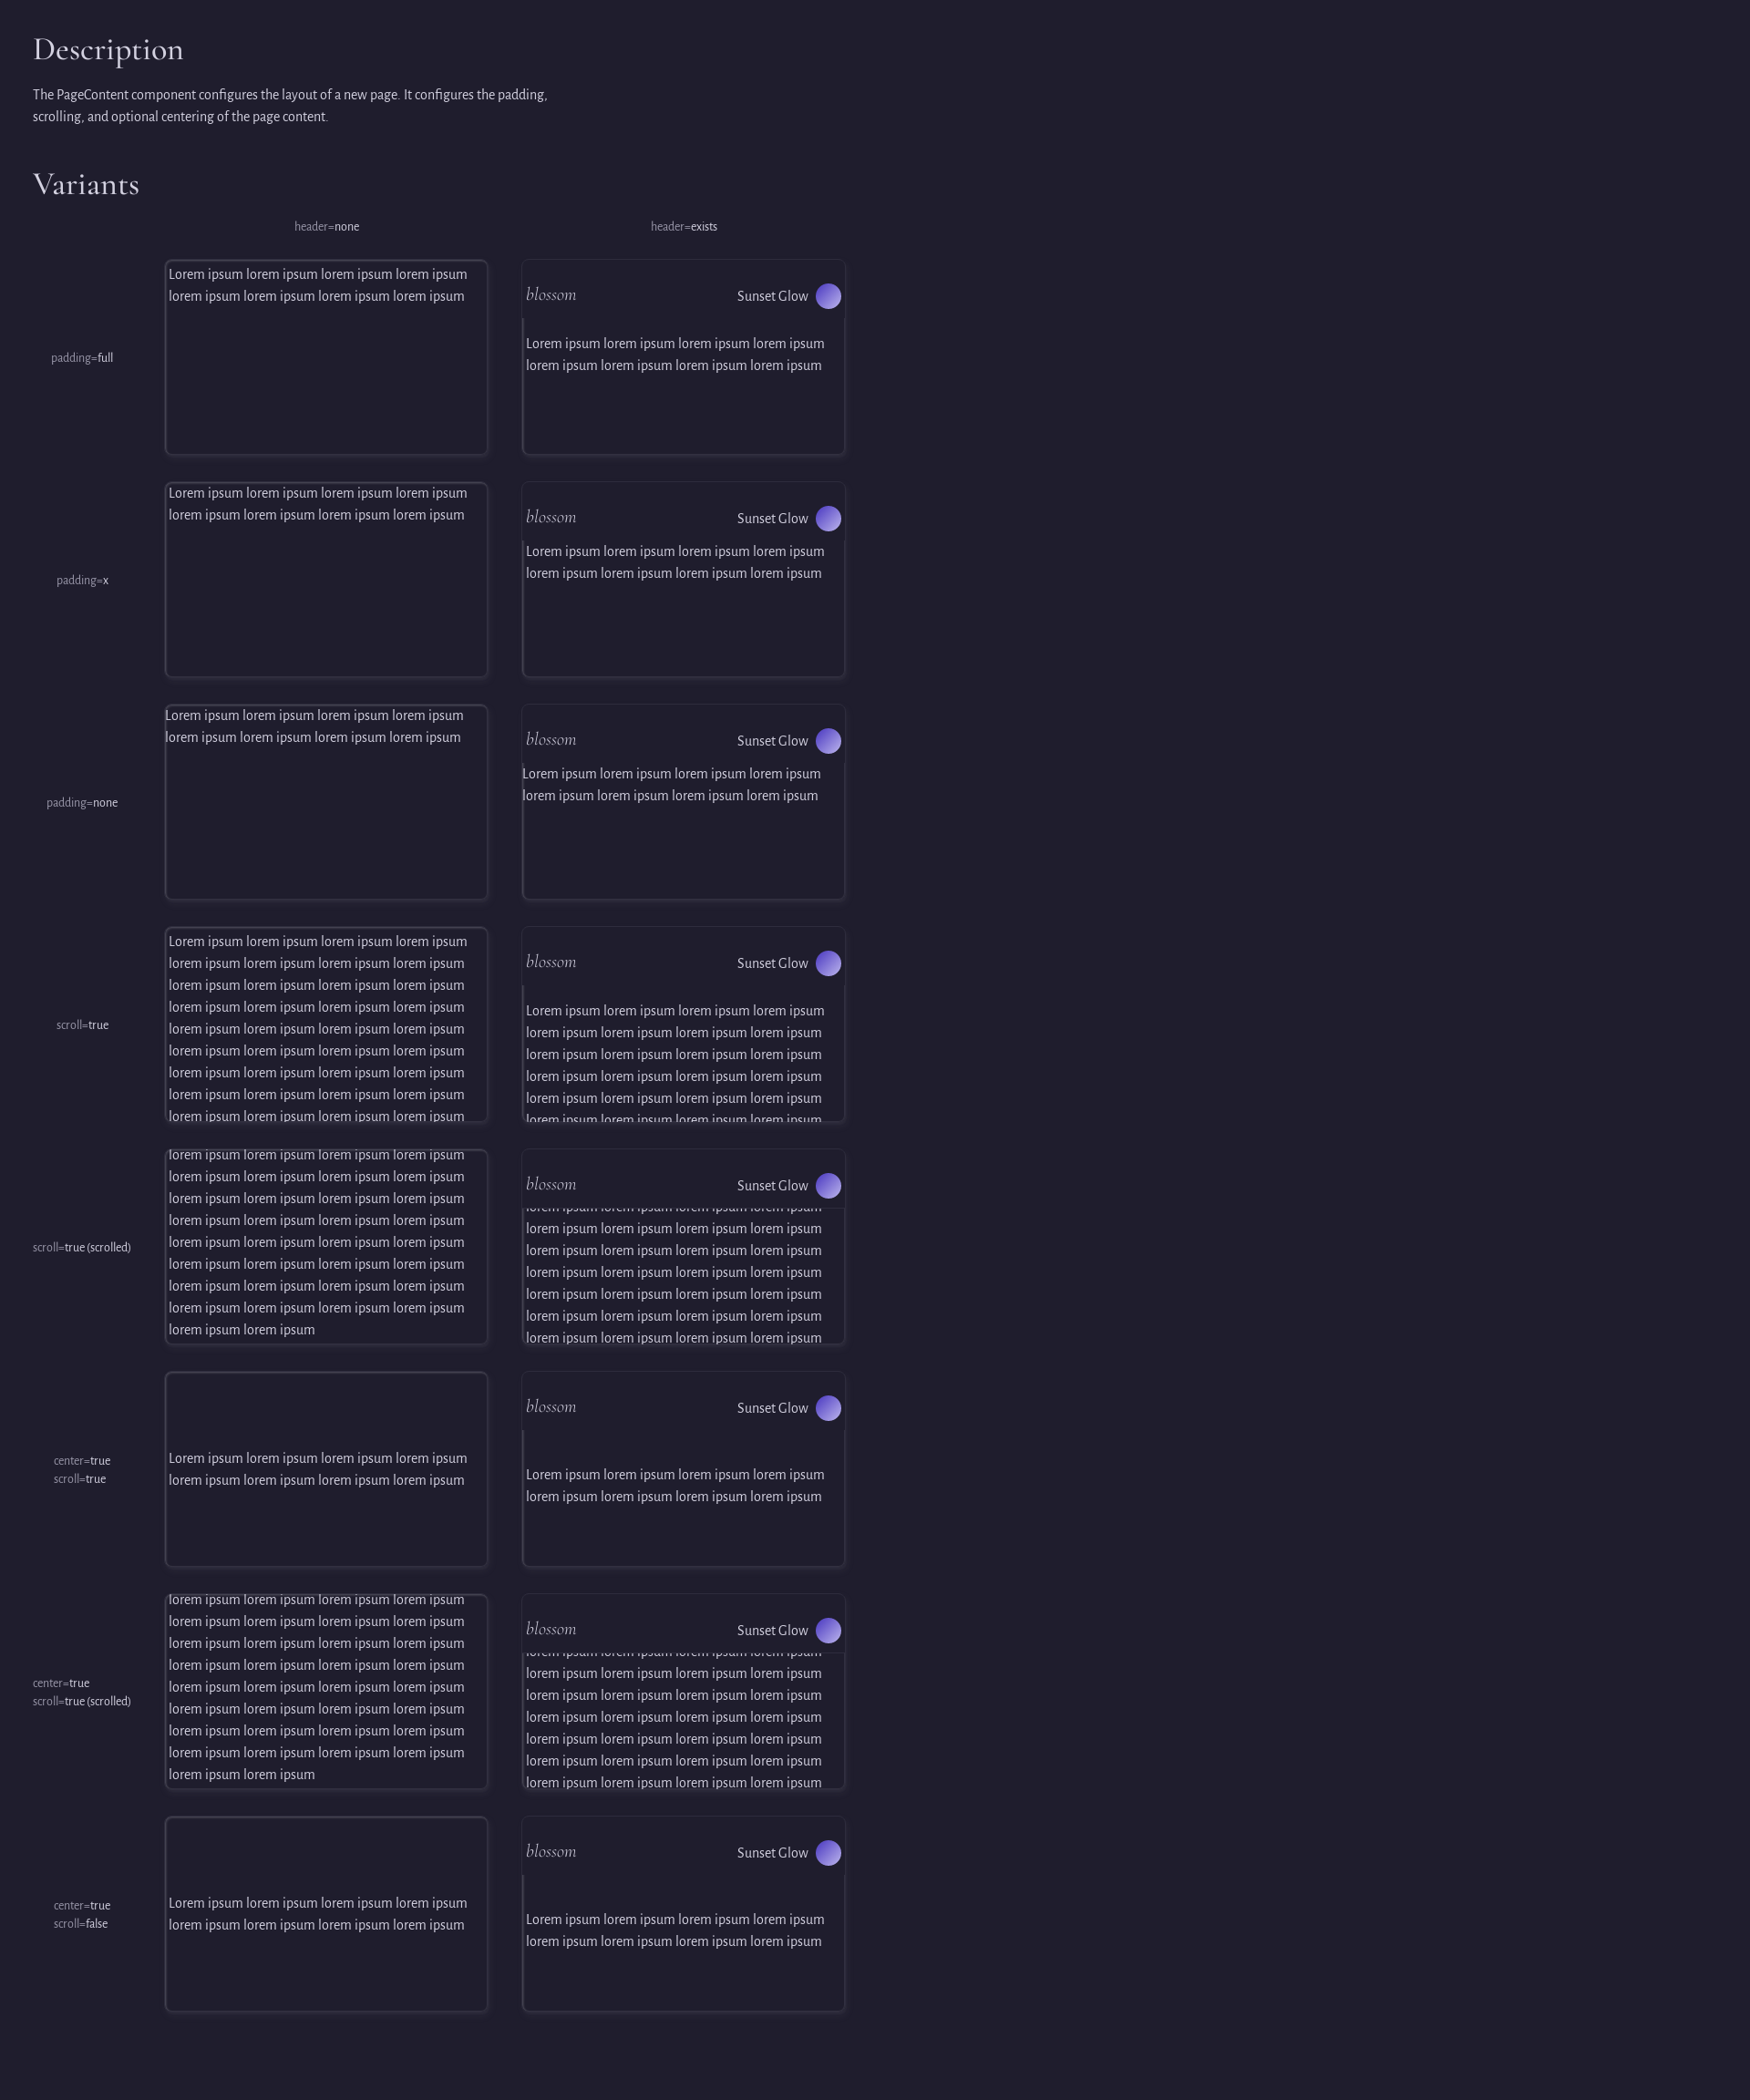 Description
The PageContent component configures the layout of a new page. It configures the padding,
scrolling, and optional centering of the page content.
Variants
header=none
header=exists
padding=full
Lorem ipsum lorem ipsum lorem ipsum lorem ipsum
lorem ipsum lorem ipsum lorem ipsum lorem ipsum
blossom
Sunset Glow
Lorem ipsum lorem ipsum lorem ipsum lorem ipsum
lorem ipsum lorem ipsum lorem ipsum lorem ipsum
padding=x
Lorem ipsum lorem ipsum lorem ipsum lorem ipsum
lorem ipsum lorem ipsum lorem ipsum lorem ipsum
blossom
Sunset Glow
Lorem ipsum lorem ipsum lorem ipsum lorem ipsum
lorem ipsum lorem ipsum lorem ipsum lorem ipsum
padding=none
Lorem ipsum lorem ipsum lorem ipsum lorem ipsum
lorem ipsum lorem ipsum lorem ipsum lorem ipsum
blossom
Sunset Glow
Lorem ipsum lorem ipsum lorem ipsum lorem ipsum
lorem ipsum lorem ipsum lorem ipsum lorem ipsum
scroll=true
Lorem ipsum lorem ipsum lorem ipsum lorem ipsum
lorem ipsum lorem ipsum lorem ipsum lorem ipsum
lorem ipsum lorem ipsum lorem ipsum lorem ipsum
lorem ipsum lorem ipsum lorem ipsum lorem ipsum
lorem ipsum lorem ipsum lorem ipsum lorem ipsum
lorem ipsum lorem ipsum lorem ipsum lorem ipsum
lorem ipsum lorem ipsum lorem ipsum lorem ipsum
lorem ipsum lorem ipsum lorem ipsum lorem ipsum
lorem ipsum lorem ipsum lorem ipsum lorem ipsum
blossom
Sunset Glow
Lorem ipsum lorem ipsum lorem ipsum lorem ipsum
lorem ipsum lorem ipsum lorem ipsum lorem ipsum
lorem ipsum lorem ipsum lorem ipsum lorem ipsum
lorem ipsum lorem ipsum lorem ipsum lorem ipsum
lorem ipsum lorem ipsum lorem ipsum lorem ipsum
lorem ipsum lorem ipsum lorem ipsum lorem ipsum
scroll=true (scrolled)
lorem ipsum lorem ipsum lorem ipsum lorem ipsum
lorem ipsum lorem ipsum lorem ipsum lorem ipsum
lorem ipsum lorem ipsum lorem ipsum lorem ipsum
lorem ipsum lorem ipsum lorem ipsum lorem ipsum
lorem ipsum lorem ipsum lorem ipsum lorem ipsum
lorem ipsum lorem ipsum lorem ipsum lorem ipsum
lorem ipsum lorem ipsum lorem ipsum lorem ipsum
lorem ipsum lorem ipsum lorem ipsum lorem ipsum
lorem ipsum lorem ipsum
blossom
Sunset Glow
lorem ipsum lorem ipsum lorem ipsum lorem ipsum
lorem ipsum lorem ipsum lorem ipsum lorem ipsum
lorem ipsum lorem ipsum lorem ipsum lorem ipsum
lorem ipsum lorem ipsum lorem ipsum lorem ipsum
lorem ipsum lorem ipsum lorem ipsum lorem ipsum
lorem ipsum lorem ipsum lorem ipsum lorem ipsum
lorem ipsum lorem ipsum lorem ipsum lorem ipsum
center=true
scroll=true
Lorem ipsum lorem ipsum lorem ipsum lorem ipsum
lorem ipsum lorem ipsum lorem ipsum lorem ipsum
blossom
Sunset Glow
Lorem ipsum lorem ipsum lorem ipsum lorem ipsum
lorem ipsum lorem ipsum lorem ipsum lorem ipsum
center=true
scroll=true (scrolled)
lorem ipsum lorem ipsum lorem ipsum lorem ipsum
lorem ipsum lorem ipsum lorem ipsum lorem ipsum
lorem ipsum lorem ipsum lorem ipsum lorem ipsum
lorem ipsum lorem ipsum lorem ipsum lorem ipsum
lorem ipsum lorem ipsum lorem ipsum lorem ipsum
lorem ipsum lorem ipsum lorem ipsum lorem ipsum
lorem ipsum lorem ipsum lorem ipsum lorem ipsum
lorem ipsum lorem ipsum lorem ipsum lorem ipsum
lorem ipsum lorem ipsum
blossom
Sunset Glow
lorem ipsum lorem ipsum lorem ipsum lorem ipsum
lorem ipsum lorem ipsum lorem ipsum lorem ipsum
lorem ipsum lorem ipsum lorem ipsum lorem ipsum
lorem ipsum lorem ipsum lorem ipsum lorem ipsum
lorem ipsum lorem ipsum lorem ipsum lorem ipsum
lorem ipsum lorem ipsum lorem ipsum lorem ipsum
lorem ipsum lorem ipsum lorem ipsum lorem ipsum
center=true
scroll=false
Lorem ipsum lorem ipsum lorem ipsum lorem ipsum
lorem ipsum lorem ipsum lorem ipsum lorem ipsum
blossom
Sunset Glow
Lorem ipsum lorem ipsum lorem ipsum lorem ipsum
lorem ipsum lorem ipsum lorem ipsum lorem ipsum